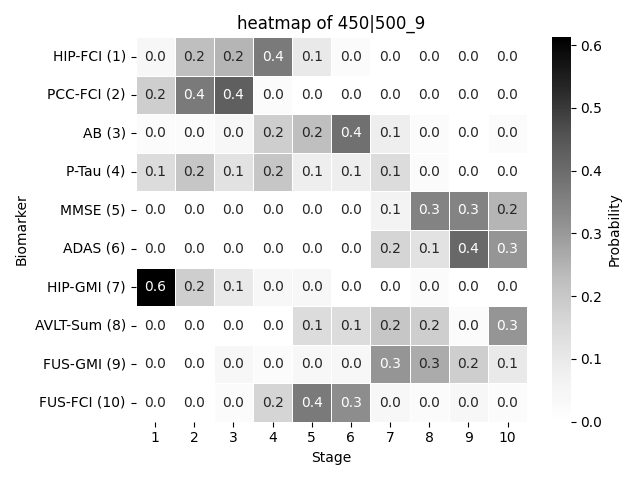 heatmap of 450|500_9
HIP-FCI (1) 0.0 0.2 0.2 0.4 0.1 0.0 0.0 0.0 0.0 0.0
PCC-FCI (2) 0.2 0.4 0.4 0.0 0.0 0.0 0.0 0.0 0.0 0.0
AB (3) 0.0 0.0 0.0 0.2 0.2 0.4 0.1 0.0 0.0 0.0
P-Tau (4) 0.1 0.2 0.1 0.2 0.1 0.1 0.1 0.0 0.0 0.0
MMSE (5) 0.0 0.0 0.0 0.0 0.0 0.0 0.1 0.3 0.3 0.2
ADAS (6) 0.0 0.0 0.0 0.0 0.0 0.0 0.2 0.1 0.4 0.3
HIP-GMI (7) 0.6 0.2 0.1 0.0 0.0 0.0 0.0 0.0 0.0 0.0
AVLT-Sum (8) 0.0 0.0 0.0 0.0 0.1 0.1 0.2 0.2 0.0 0.3
FUS-GMI (9) 0.0 0.0 0.0 0.0 0.0 0.0 0.3 0.3 0.2 0.1
FUS-FCI (10) 0.0 0.0 0.0 0.2 0.4 0.3 0.0 0.0 0.0 0.0
1 2 3 4 5 6 7 8 9 10
Stage
Biomarker
0.6
0.5
0.4
0.3
0.2
0.1
0.0
Probability